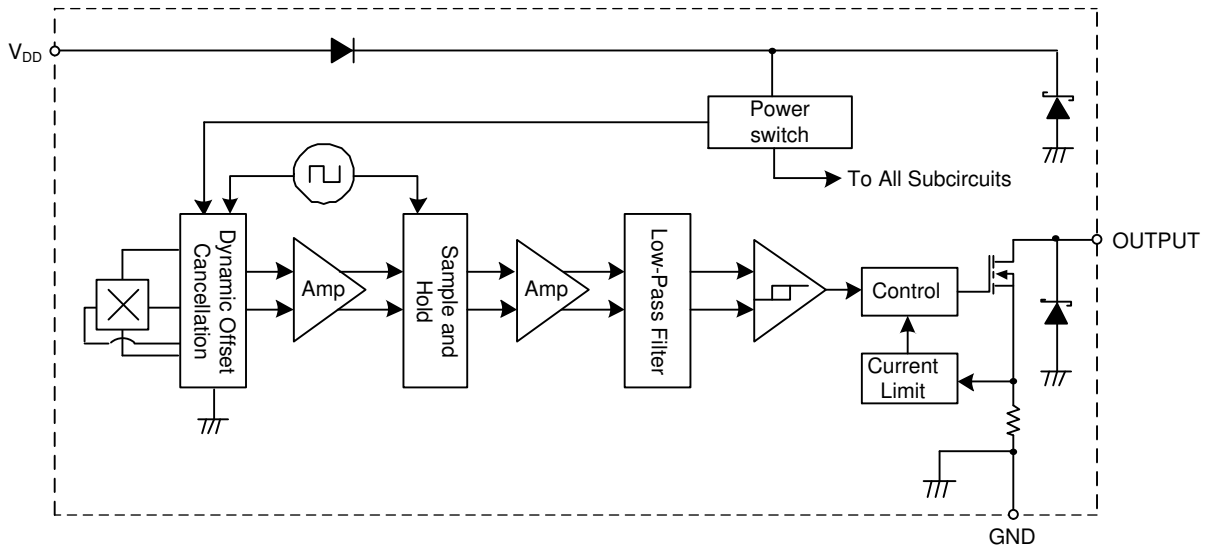 VDD
Power
switch
To All Subcircuits
Dynamic Offset
Cancellation
Amp
Sample and
Hold
Amp
Low-Pass Filter
Control
Current
Limit
OUTPUT
GND